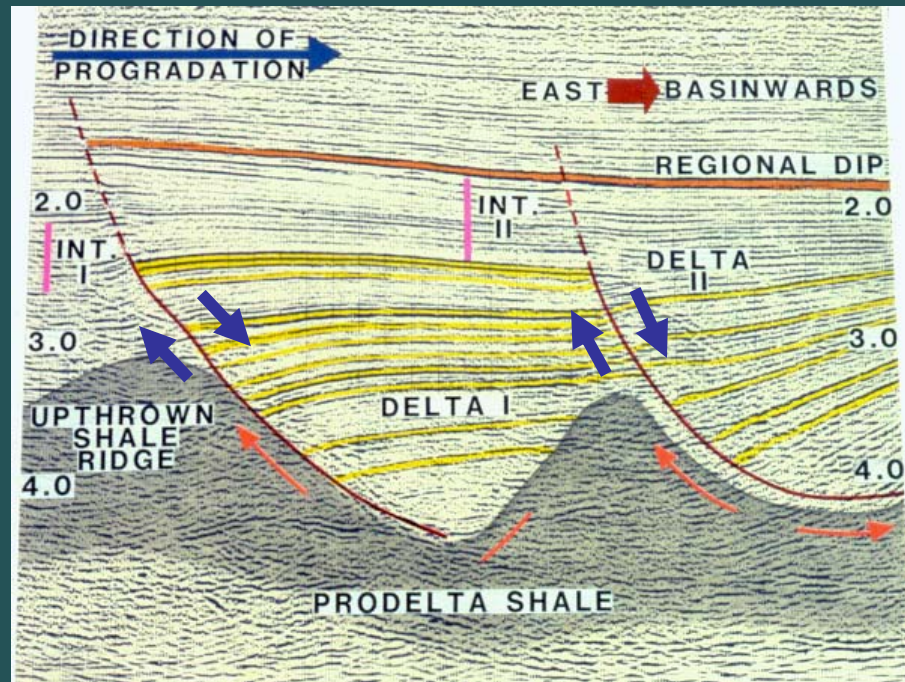 DIRECTION OF
PROGRADATION
EAST
BASINWARDS
REGIONAL DIP
2.0
2.0
INT.
I
INT.
II
DELTA
II
3.0
3.0
DELTA I
UPTHROWN
SHALE
RIDGE
4.0
4.0
PRODELTA SHALE